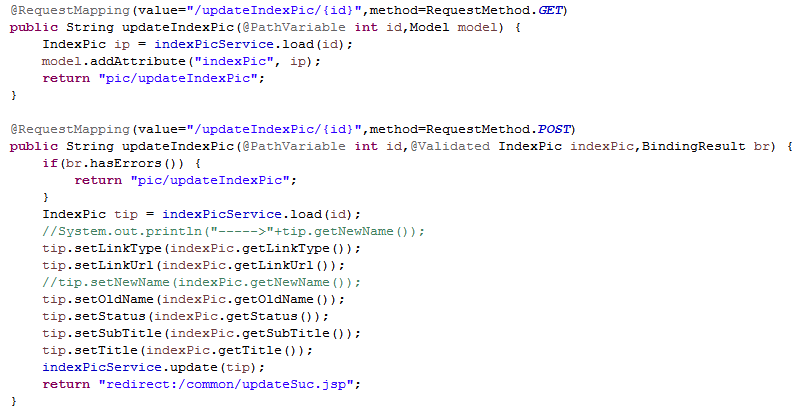 @RequestMapping(value="/updateIndexPic/{id}",method=RequestMethod.GET)
public String updateIndexPic(@PathVariable int id,Model model) {
    IndexPic ip = indexPicService.load(id);
    model.addAttribute("indexPic", ip);
    return "pic/updateIndexPic";
}

@RequestMapping(value="/updateIndexPic/{id}",method=RequestMethod.POST)
public String updateIndexPic(@PathVariable int id,@Validated IndexPic indexPic,BindingResult br) {
    if(br.hasErrors()) {
        return "pic/updateIndexPic";
    }
    IndexPic tip = indexPicService.load(id);
    //System.out.println("----->"+tip.getNewName());
    tip.setLinkType(indexPic.getLinkType());
    tip.setLinkUrl(indexPic.getLinkUrl());
    //tip.setNewName(indexPic.getNewName());
    tip.setOldName(indexPic.getOldName());
    tip.setStatus(indexPic.getStatus());
    tip.setSubTitle(indexPic.getSubTitle());
    tip.setTitle(indexPic.getTitle());
    indexPicService.update(tip);
    return "redirect:/common/updateSuc.jsp";
}